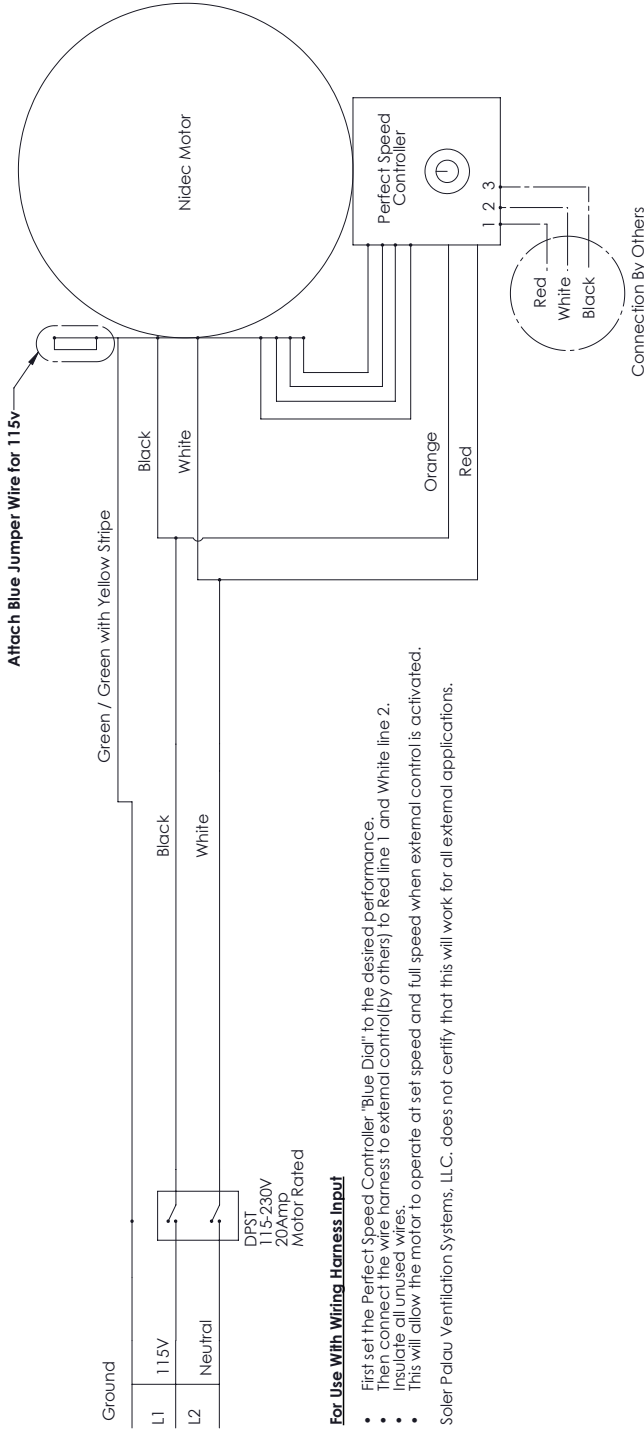 Attach Blue Jumper Wire for 115v
Nidec Motor
Green / Green with Yellow Stripe
Ground
L1
115V
Black
Black
L2
Neutral
White
White
DPST
115-230V
20Amp
Motor Rated
Orange
Red
Perfect Speed
Controller
1 2 3
Red
White
Black
Connection By Others
For Use With Wiring Harness Input
• First set the Perfect Speed Controller "Blue Dial" to the desired performance.
• Then connect the wire harness to external control(by others) to Red line 1 and White line 2.
• Insulate all unused wires.
• This will allow the motor to operate at set speed and full speed when external control is activated.
Soler Palau Ventilation Systems, LLC. does not certify that this will work for all external applications.